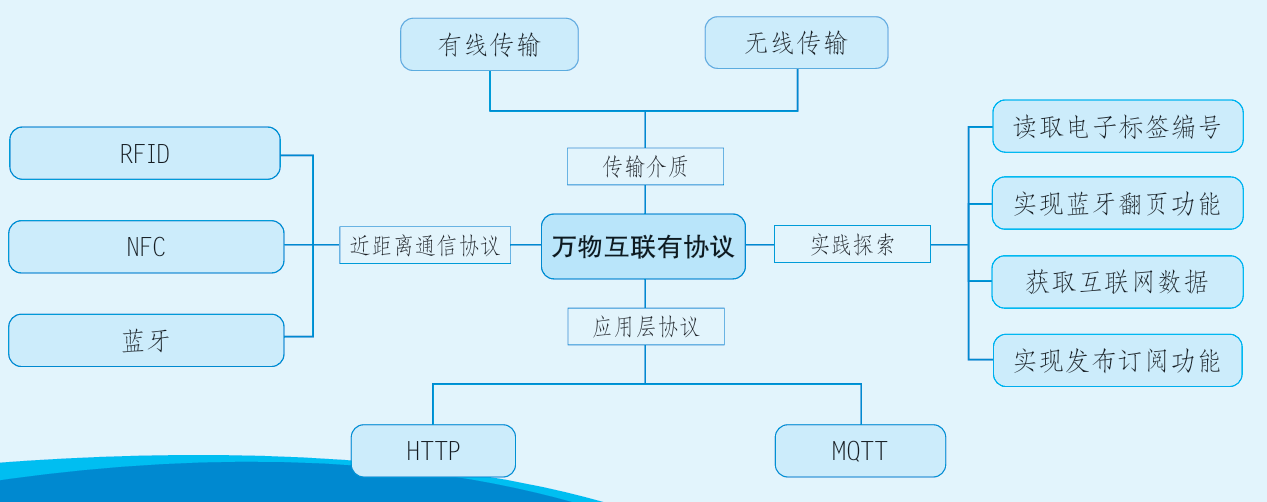 有线传输
无线传输
传输介质
RFID
NFC
蓝牙
近距离通信协议
万物互联有协议
实践探索
读取电子标签编号
实现蓝牙翻页功能
获取互联网数据
实现发布订阅功能
应用层协议
HTTP
MQTT